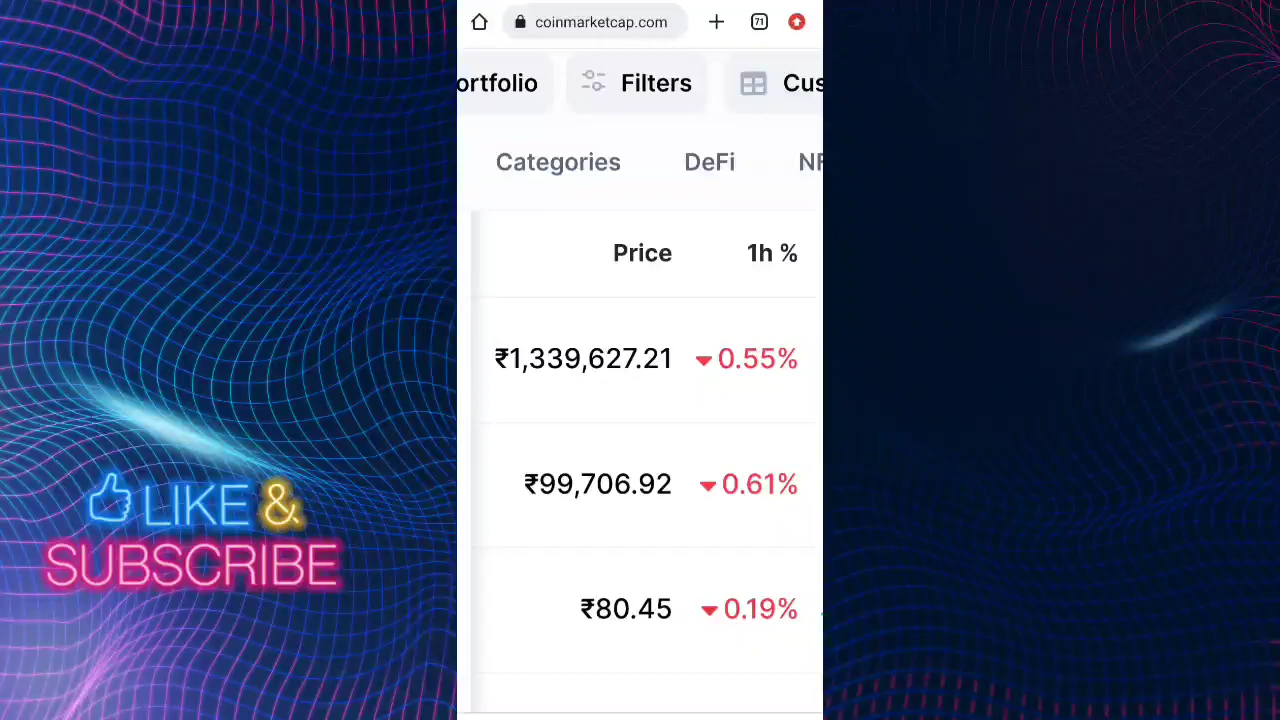 coinmarketcap.com
71
ortfolio
Filters
Cus
Categories
DeFi
NF
Price
1h %
₹1,339,627.21
0.55%
₹99,706.92
0.61%
₹80.45
0.19%
LIKE &
SUBSCRIBE